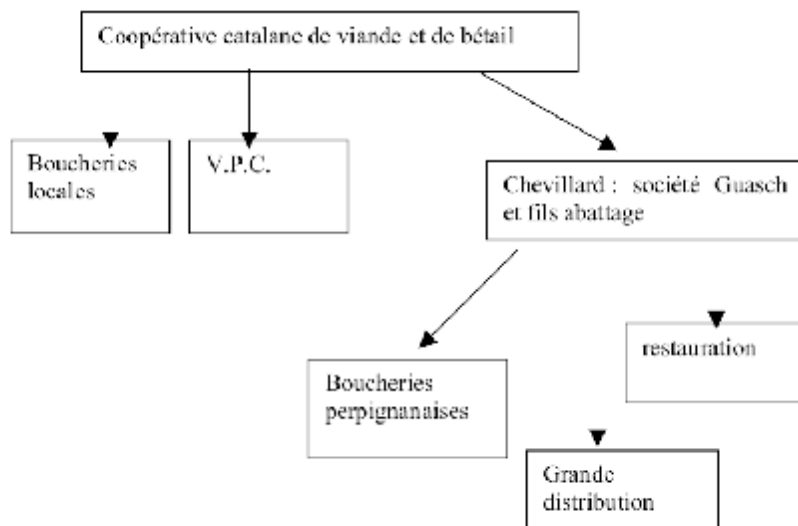 Coopérative catalane de viande et de bétail
Boucheries
locales
V.P.C.
Chevillard : société Guasch
et fils abattage
restauration
Boucheries
perpignanaises
Grande
distribution